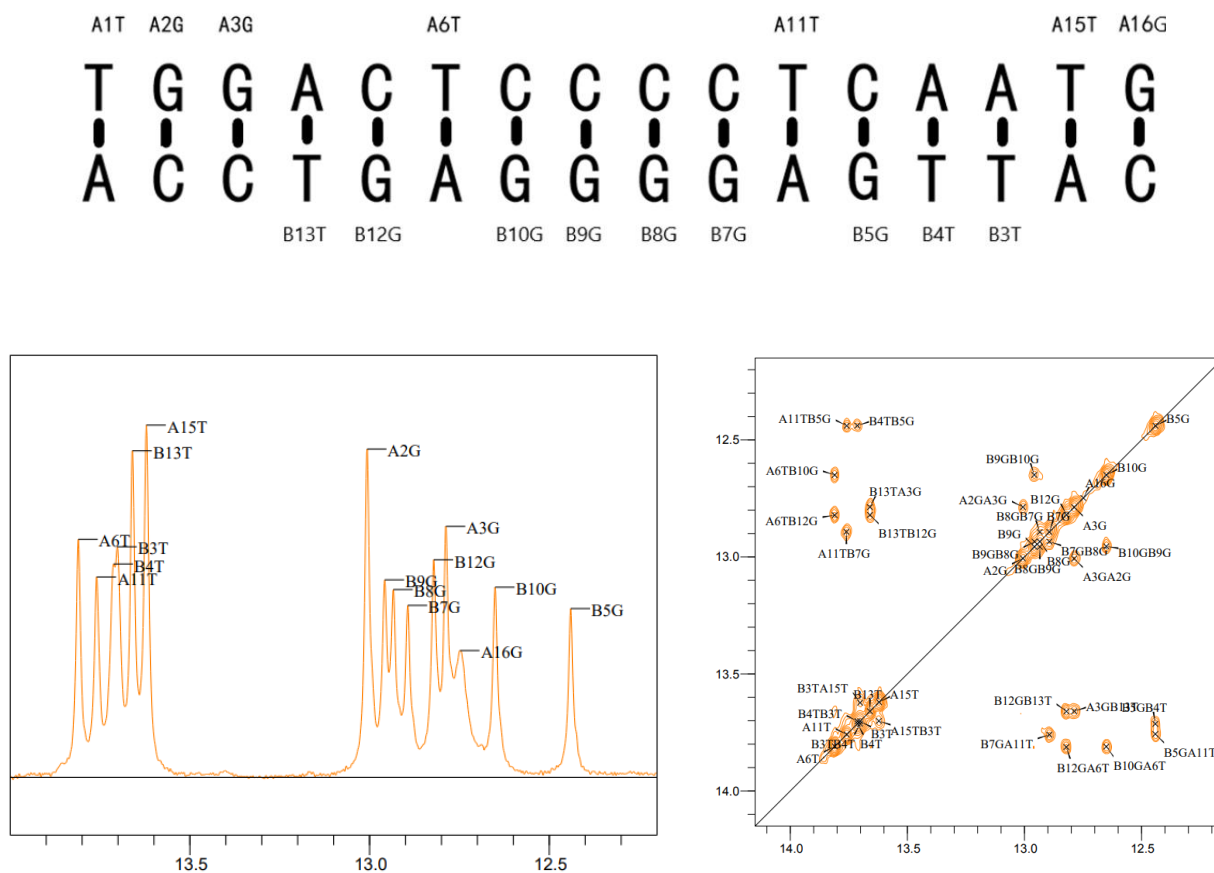 A1T A2G A3G A6T A11T A15T A16G
T G G A C T C C C C T C A A T G
A C C T G A G G G G A G T T A C
B13T B12G B10G B9G B8G B7G B5G B4T B3T
A15T
B13T
A2G
A6T
B3T
B4T
A11T
A3G
B12G
B9G
B8G
B7G
B10G
B5G
A16G
13.5 13.0 12.5
12.5
13.0
13.5
14.0
A11TB5G B4TB5G B5G
A6TB10G B9GB10G B10G
A16G
B13TA3G A2GA3G B12G
A6TB12G B13TB12G B8GB7G B7G A3G
A11TB7G B9G B7GB8G B10GB9G
B9GB8G B8G
A2G B8GB9G A3GA2G
B3TA15T B13T A15T B12GB13T A3GB13T B5GB4T
B4TB3T
A11T B3T A15TB3T
B3TB4T B4T B7GA11T B5GA11T
A6T B12GA6T B10GA6T
14.0 13.5 13.0 12.5